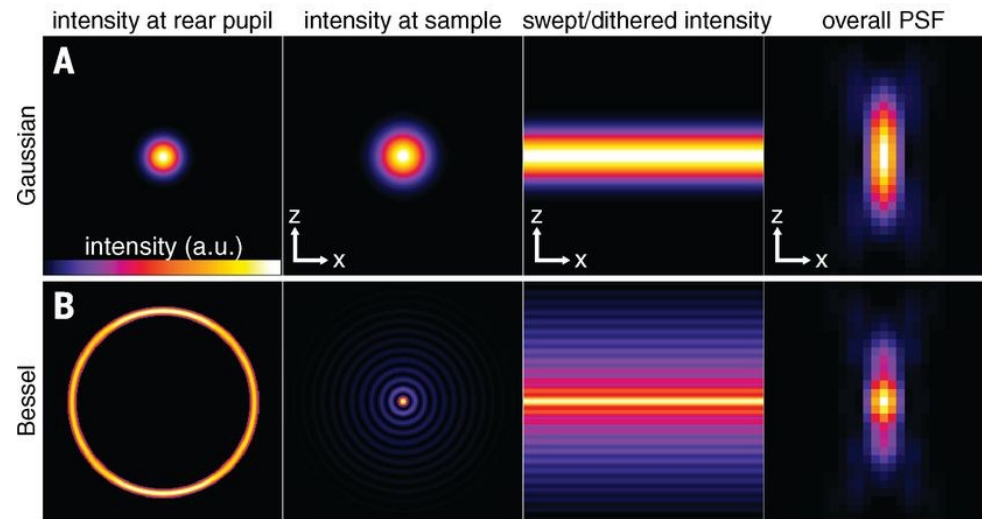 intensity at rear pupil intensity at sample swept/dithered intensity overall PSF
A
Gaussian
intensity (a.u.)
z
x
z
x
z
x
B
Bessel
z
x
z
x
z
x